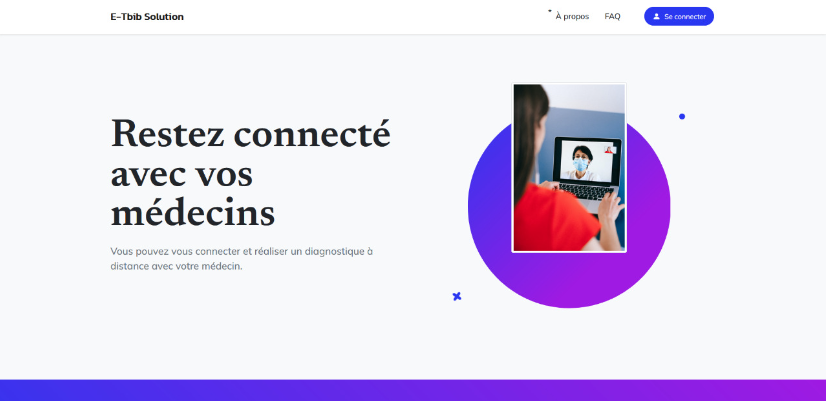 E-Tbib Solution
À propos
FAQ
Se connecter
Restez connecté
avec vos
médecins
Vous pouvez vous connecter et réaliser un diagnostique à
distance avec votre médecin.